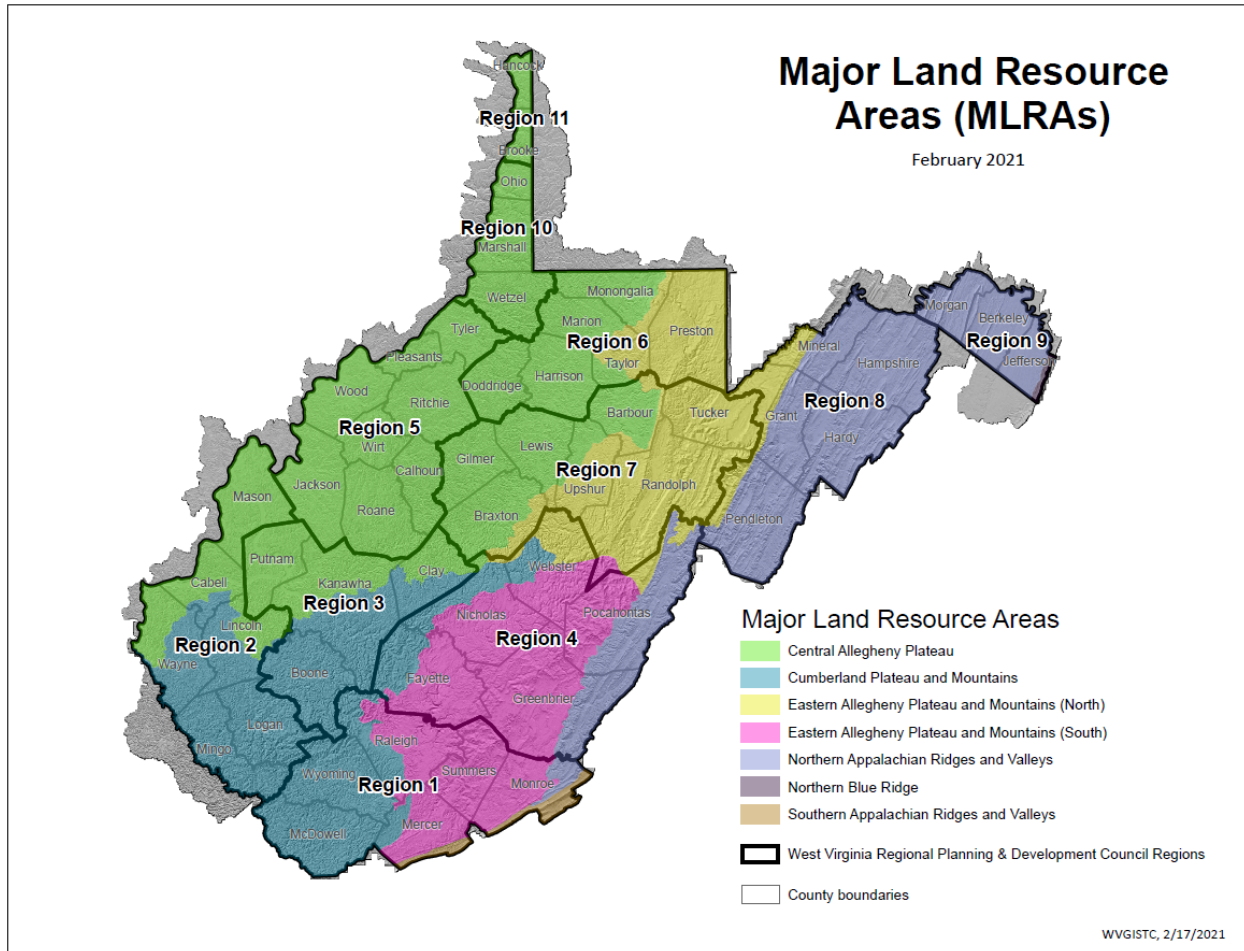 Major Land Resource
Areas (MLRAs)
February 2021
Hancock
Region 11
Brooke
Ohio
Region 10
Marshall
Wetzel
Monongalia
Marion
Preston
Region 6
Taylor
Harrison
Doddridge
Tyler
Pleasants
Wood
Ritchie
Region 5
Wirt
Calhoun
Jackson
Roane
Mason
Morgan
Berkeley
Region 9
Jefferson
Mineral
Hampshire
Region 8
Grant
Hardy
Pendleton
Barbour
Tucker
Lewis
Gilmer
Region 7
Upshur
Randolph
Braxton
Putnam
Cabell
Kanawha
Clay
Region 3
Lincoln
Region 2
Wayne
Boone
Logan
Mingo
Webster
Nicholas
Pocahontas
Region 4
Fayette
Greenbrier
Raleigh
Wyoming
Summers
Region 1
Monroe
Mercer
McDowell
Major Land Resource Areas
Central Allegheny Plateau
Cumberland Plateau and Mountains
Eastern Allegheny Plateau and Mountains (North)
Eastern Allegheny Plateau and Mountains (South)
Northern Appalachian Ridges and Valleys
Northern Blue Ridge
Southern Appalachian Ridges and Valleys
West Virginia Regional Planning & Development Council Regions
County boundaries
WVGISTC, 2/17/2021